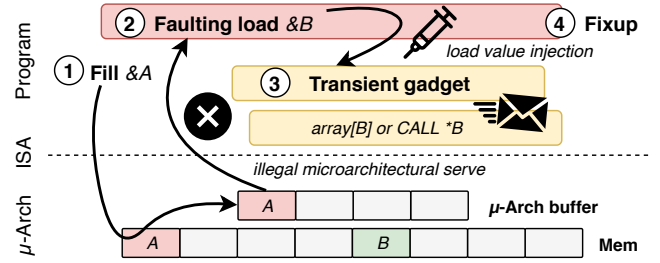 2 Faulting load &B
4 Fixup
load value injection
1 Fill &A
3 Transient gadget
array[B] or CALL *B
Program
ISA
µ-Arch
illegal microarchitectural serve
A
µ-Arch buffer
A
B
Mem